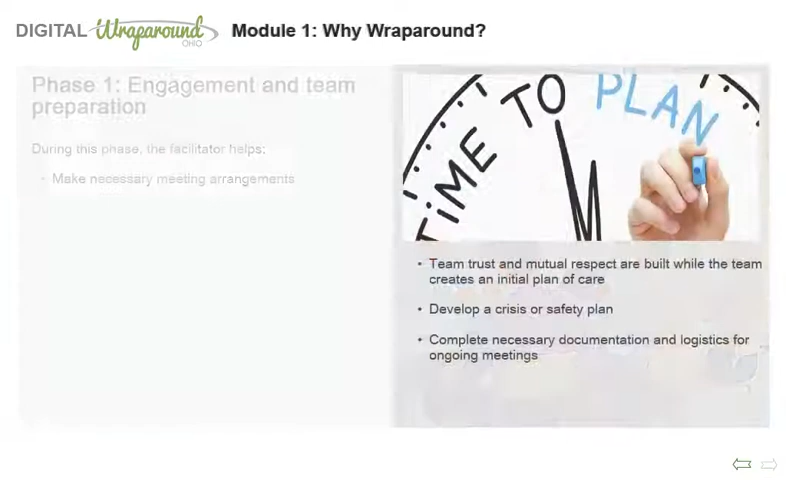 DIGITAL Wraparound OHIO Module 1: Why Wraparound?
Phase 1: Engagement and team
preparation
During this phase, the facilitator helps:
• Make necessary meeting arrangements
TIME TO PLAN
• Team trust and mutual respect are built while the team
creates an initial plan of care
• Develop a crisis or safety plan
• Complete necessary documentation and logistics for
ongoing meetings